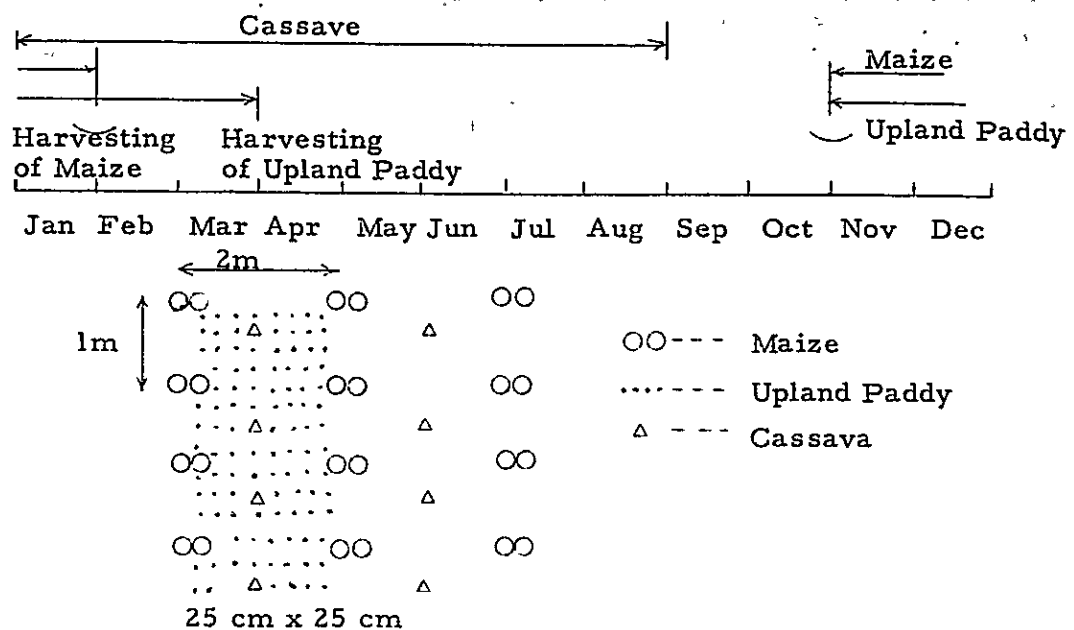 Cassave
Maize
Upland Paddy
Harvesting of Maize
Harvesting of Upland Paddy
Jan Feb Mar Apr May Jun Jul Aug Sep Oct Nov Dec
2m
1m
Maize
Upland Paddy
Cassava
25 cm x 25 cm